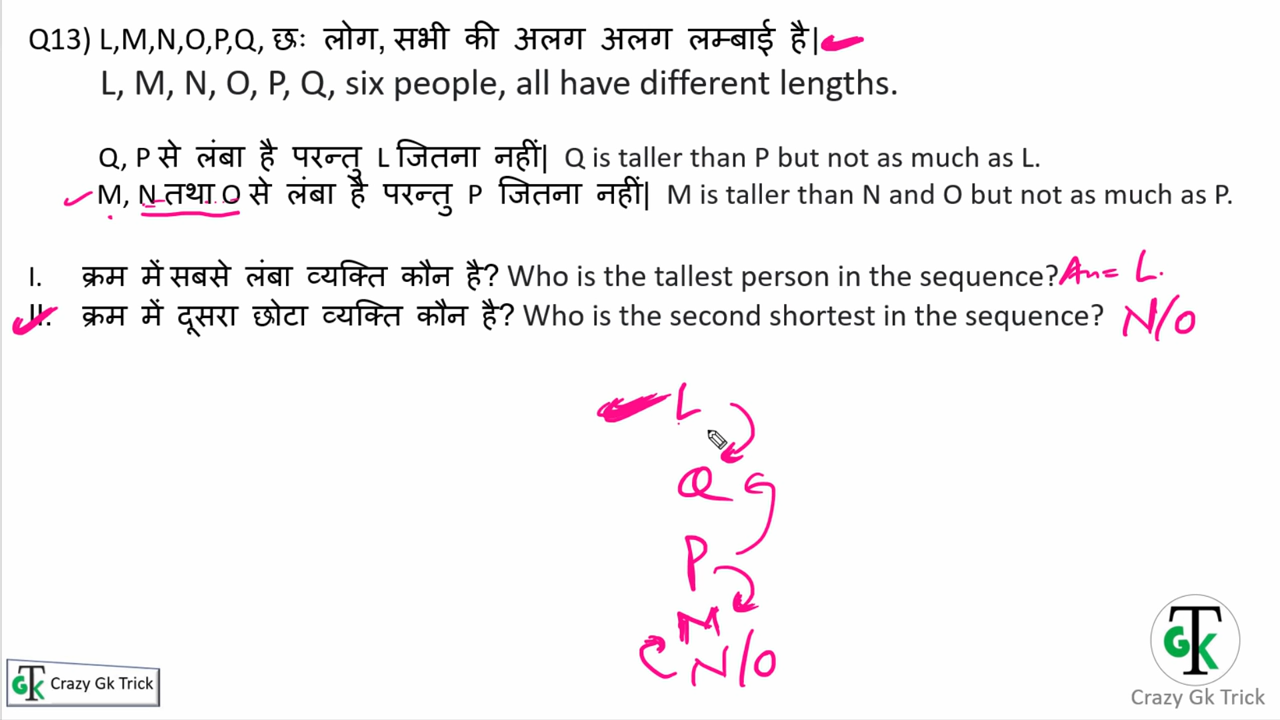 Q13) L,M,N,O,P,Q, छः लोग, सभी की अलग अलग लम्बाई है|
L, M, N, O, P, Q, six people, all have different lengths.
Q, P से लंबा है परन्तु L जितना नहीं| Q is taller than P but not as much as L.
M, N तथा O से लंबा है परन्तु P जितना नहीं| M is taller than N and O but not as much as P.
I. क्रम में सबसे लंबा व्यक्ति कौन है? Who is the tallest person in the sequence? An= L.
II. क्रम में दूसरा छोटा व्यक्ति कौन है? Who is the second shortest in the sequence? N/O
L
Q
P
M
N/O
GTK Crazy Gk Trick
GTK
Crazy Gk Trick